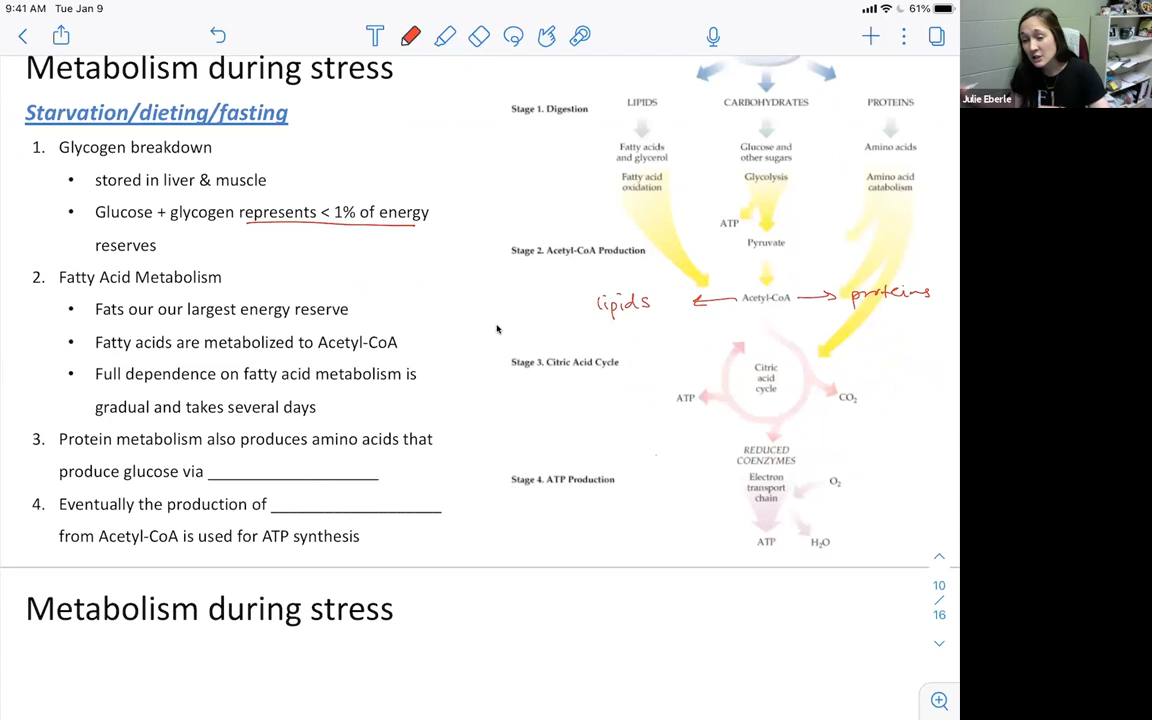 9:41 AM Tue Jan 9
61%
Julie Eberle
Metabolism during stress
Starvation/dieting/fasting
1. Glycogen breakdown
• stored in liver & muscle
• Glucose + glycogen represents < 1% of energy
reserves
2. Fatty Acid Metabolism
• Fats our our largest energy reserve
• Fatty acids are metabolized to Acetyl-CoA
• Full dependence on fatty acid metabolism is
gradual and takes several days
3. Protein metabolism also produces amino acids that
produce glucose via ___________________
4. Eventually the production of ___________________
from Acetyl-CoA is used for ATP synthesis
Stage 1. Digestion
LIPIDS
CARBOHYDRATES
PROTEINS
Fatty acids
and glycerol
Glucose and
other sugars
Amino acids
Fatty acid
oxidation
Glycolysis
Amino acid
catabolism
ATP
Pyruvate
Stage 2. Acetyl-CoA Production
lipids
Acetyl-CoA
proteins
Stage 3. Citric Acid Cycle
Citric
acid
cycle
ATP
CO₂
REDUCED
COENZYMES
Stage 4. ATP Production
Electron
transport
chain
O₂
ATP
H₂O
10
/
16
Metabolism during stress